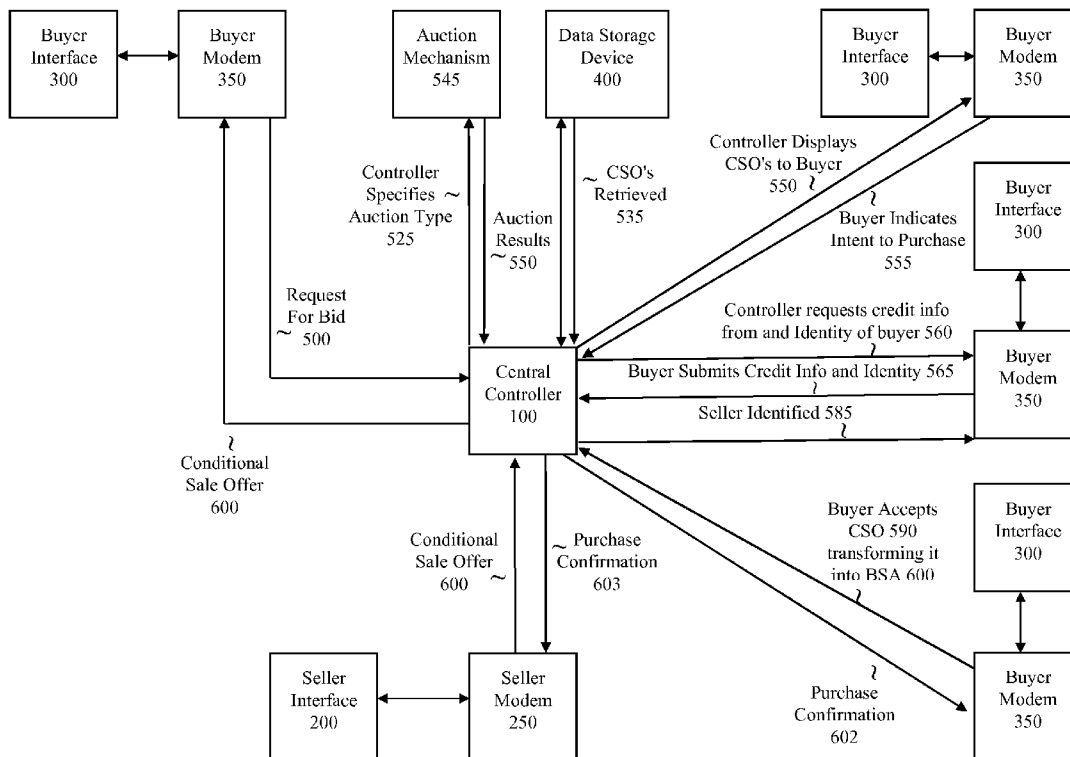 Buyer
Interface
300
Buyer
Modem
350
Auction
Mechanism
545
Data Storage
Device
400
Buyer
Interface
300
Buyer
Modem
350
Controller
Specifies
Auction Type
525
Auction
Results
550
CSO's
Retrieved
535
Controller Displays
CSO's to Buyer
550
Buyer Indicates
Intent to Purchase
555
Buyer
Interface
300
Request
For Bid
500
Controller requests credit info
from and Identity of buyer 560
Buyer Submits Credit Info and Identity 565
Seller Identified 585
Buyer
Modem
350
Central
Controller
100
Conditional
Sale Offer
600
Conditional
Sale Offer
600
Purchase
Confirmation
603
Buyer Accepts
CSO 590
transforming it
into BSA 600
Buyer
Interface
300
Seller
Interface
200
Seller
Modem
250
Purchase
Confirmation
602
Buyer
Modem
350